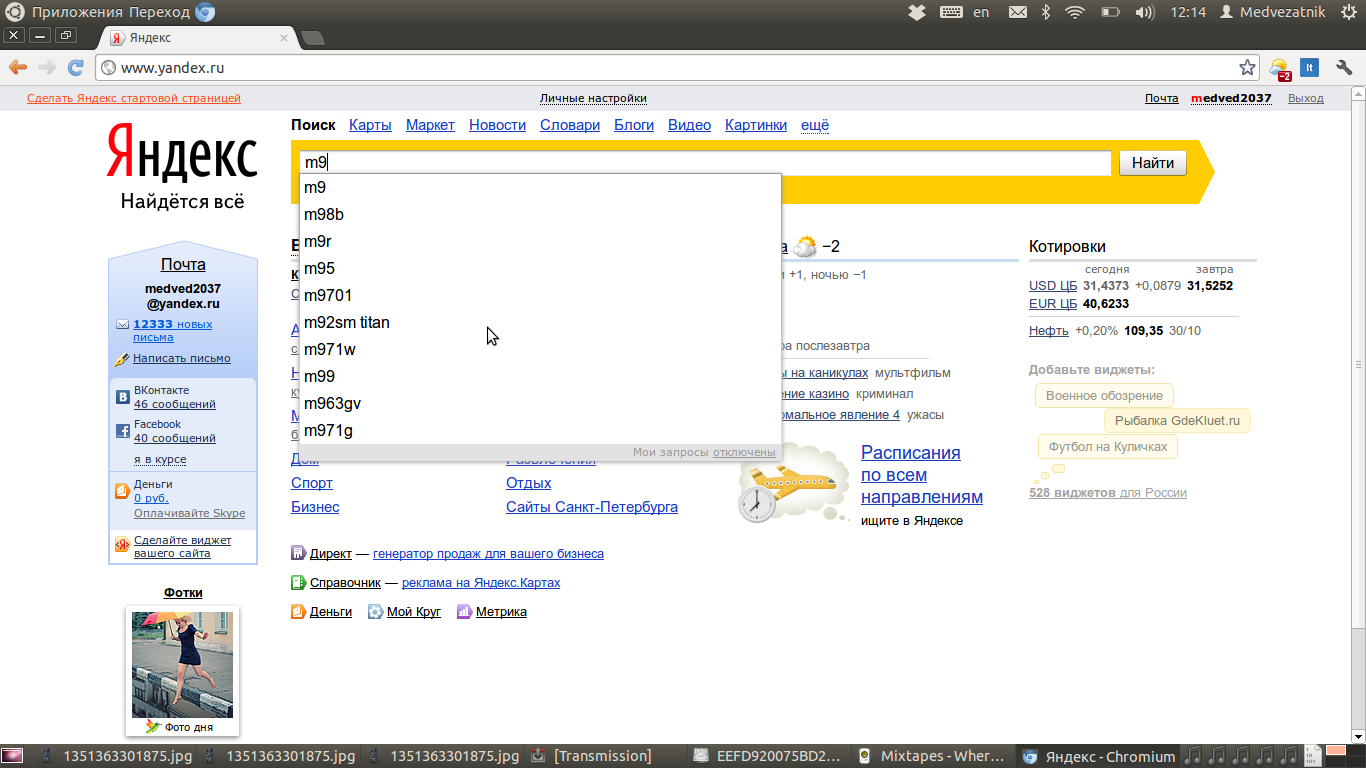 Приложения Переход
en
12:14
Medvezatnik
Яндекс
www.yandex.ru
-2
lt
Сделать Яндекс стартовой страницей
Личные настройки
Почта
medved2037
Выход
Яндекс
Найдётся всё
Поиск Карты Маркет Новости Словари Блоги Видео Картинки ещё
m9
Найти
m9
m98b
m9r
m95
m9701
m92sm titan
m971w
m99
m963gv
m971g
Мои запросы отключены
Почта
medved2037
@yandex.ru
12333 новых
письма
Написать письмо
ВКонтакте
46 сообщений
Facebook
40 сообщений
я в курсе
Деньги
0 руб.
Оплачивайте Skype
Сделайте виджет
вашего сайта
Фотки
Фото дня
−2
+1, ночью −1
послезавтра
на каникулах мультфильм
казино криминал
явление 4 ужасы
Дом
Развлечения
Спорт
Отдых
Бизнес
Сайты Санкт-Петербурга
Расписания
по всем
направлениям
ищите в Яндексе
Котировки
сегодня завтра
USD ЦБ 31,4373 +0,0879 31,5252
EUR ЦБ 40,6233
Нефть +0,20% 109,35 30/10
Добавьте виджеты:
Военное обозрение
Рыбалка GdeKluet.ru
Футбол на Куличках
528 виджетов для России
Директ — генератор продаж для вашего бизнеса
Справочник — реклама на Яндекс.Картах
Деньги Мой Круг Метрика
1351363301875.jpg
1351363301875.jpg
1351363301875.jpg
[Transmission]
EEFD920075BD2...
Mixtapes - Wher...
Яндекс - Chromium